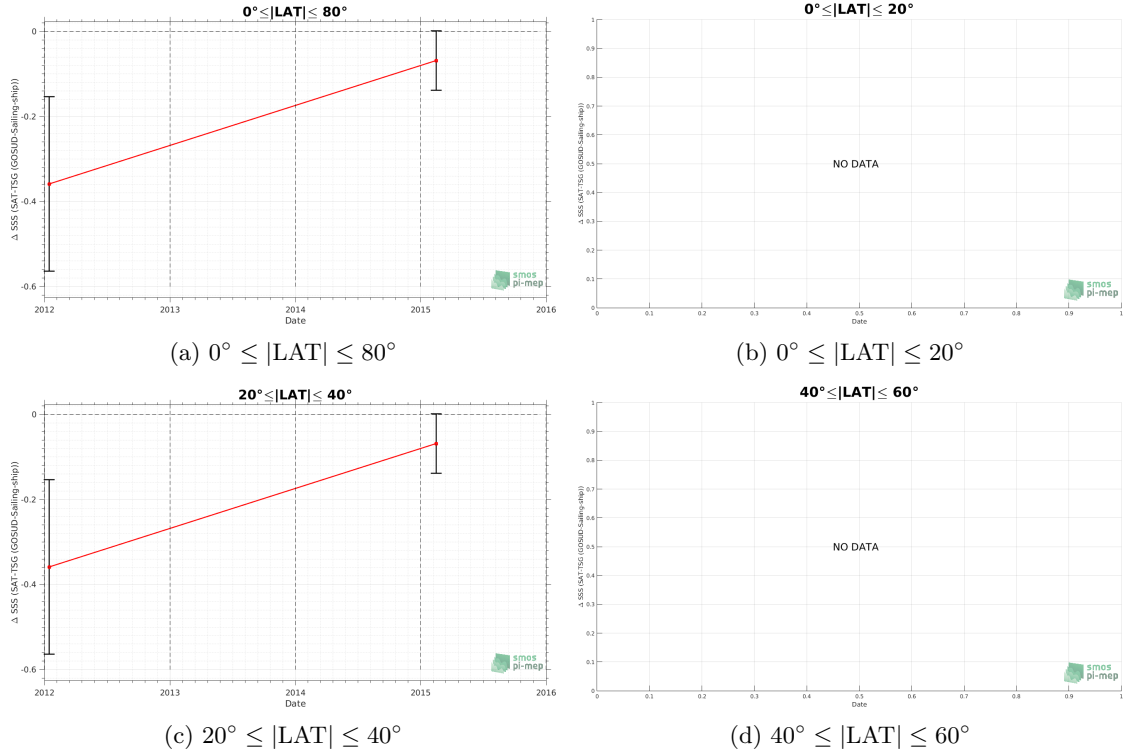 0°≤|LAT|≤ 80°
Δ SSS (SAT-TSG (GOSUD-Sailing-ship))
0
-0.2
-0.4
-0.6
2012 2013 2014 2015 2016
Date
smos
pi-mep
(a) 0° ≤ |LAT| ≤ 80°
0°≤|LAT|≤ 20°
Δ SSS (SAT-TSG (GOSUD-Sailing-ship))
1
0.9
0.8
0.7
0.6
0.5
0.4
0.3
0.2
0.1
0
NO DATA
0 0.1 0.2 0.3 0.4 0.5 0.6 0.7 0.8 0.9 1
Date
smos
pi-mep
(b) 0° ≤ |LAT| ≤ 20°
20°≤|LAT|≤ 40°
Δ SSS (SAT-TSG (GOSUD-Sailing-ship))
0
-0.2
-0.4
-0.6
2012 2013 2014 2015 2016
Date
smos
pi-mep
(c) 20° ≤ |LAT| ≤ 40°
40°≤|LAT|≤ 60°
Δ SSS (SAT-TSG (GOSUD-Sailing-ship))
1
0.9
0.8
0.7
0.6
0.5
0.4
0.3
0.2
0.1
0
NO DATA
0 0.1 0.2 0.3 0.4 0.5 0.6 0.7 0.8 0.9 1
Date
smos
pi-mep
(d) 40° ≤ |LAT| ≤ 60°